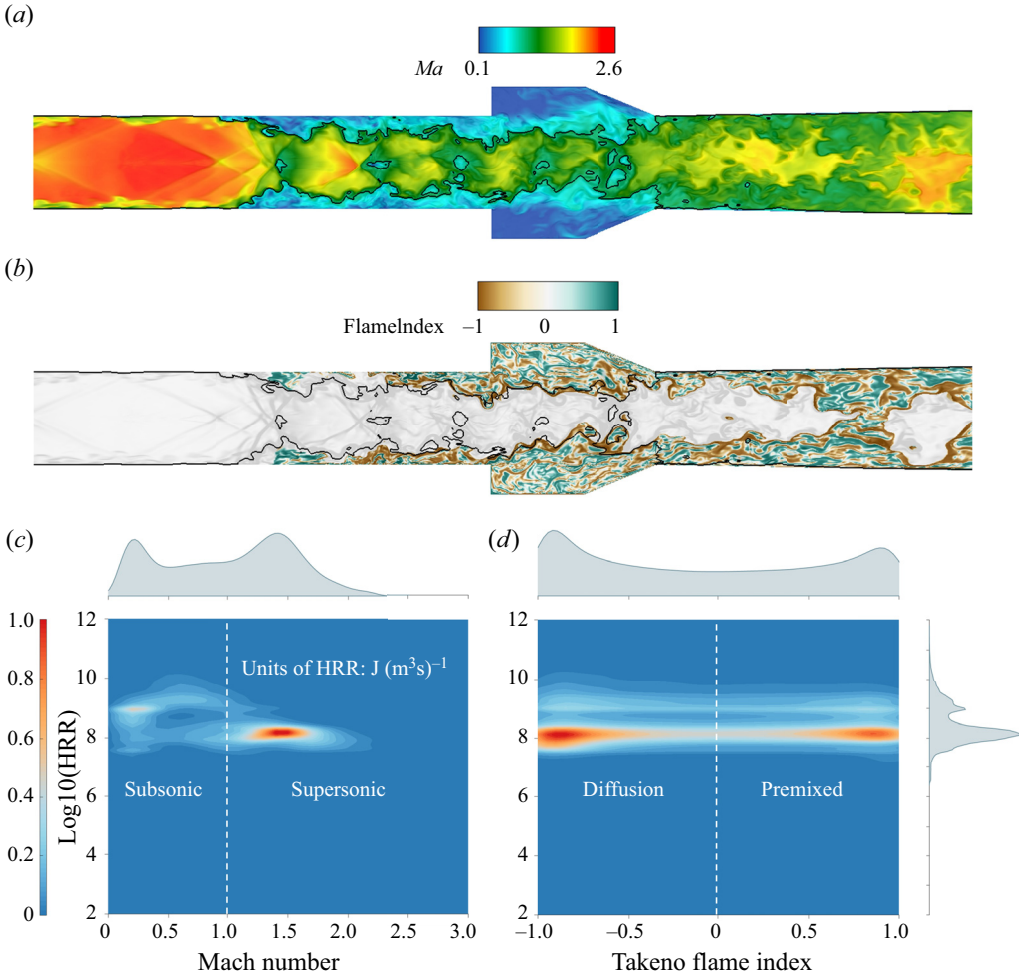 (a)
Ma 0.1 2.6
(b)
FlameIndex −1 0 1
(c)
(d)
1.0
0.8
0.6
0.4
0.2
0
Log10(HRR)
12
10
8
6
4
2
Units of HRR: J (m³s)⁻¹
Subsonic
Supersonic
0 0.5 1.0 1.5 2.0 2.5 3.0
Mach number
12
10
8
6
4
2
Diffusion
Premixed
−1.0 −0.5 0 0.5 1.0
Takeno flame index